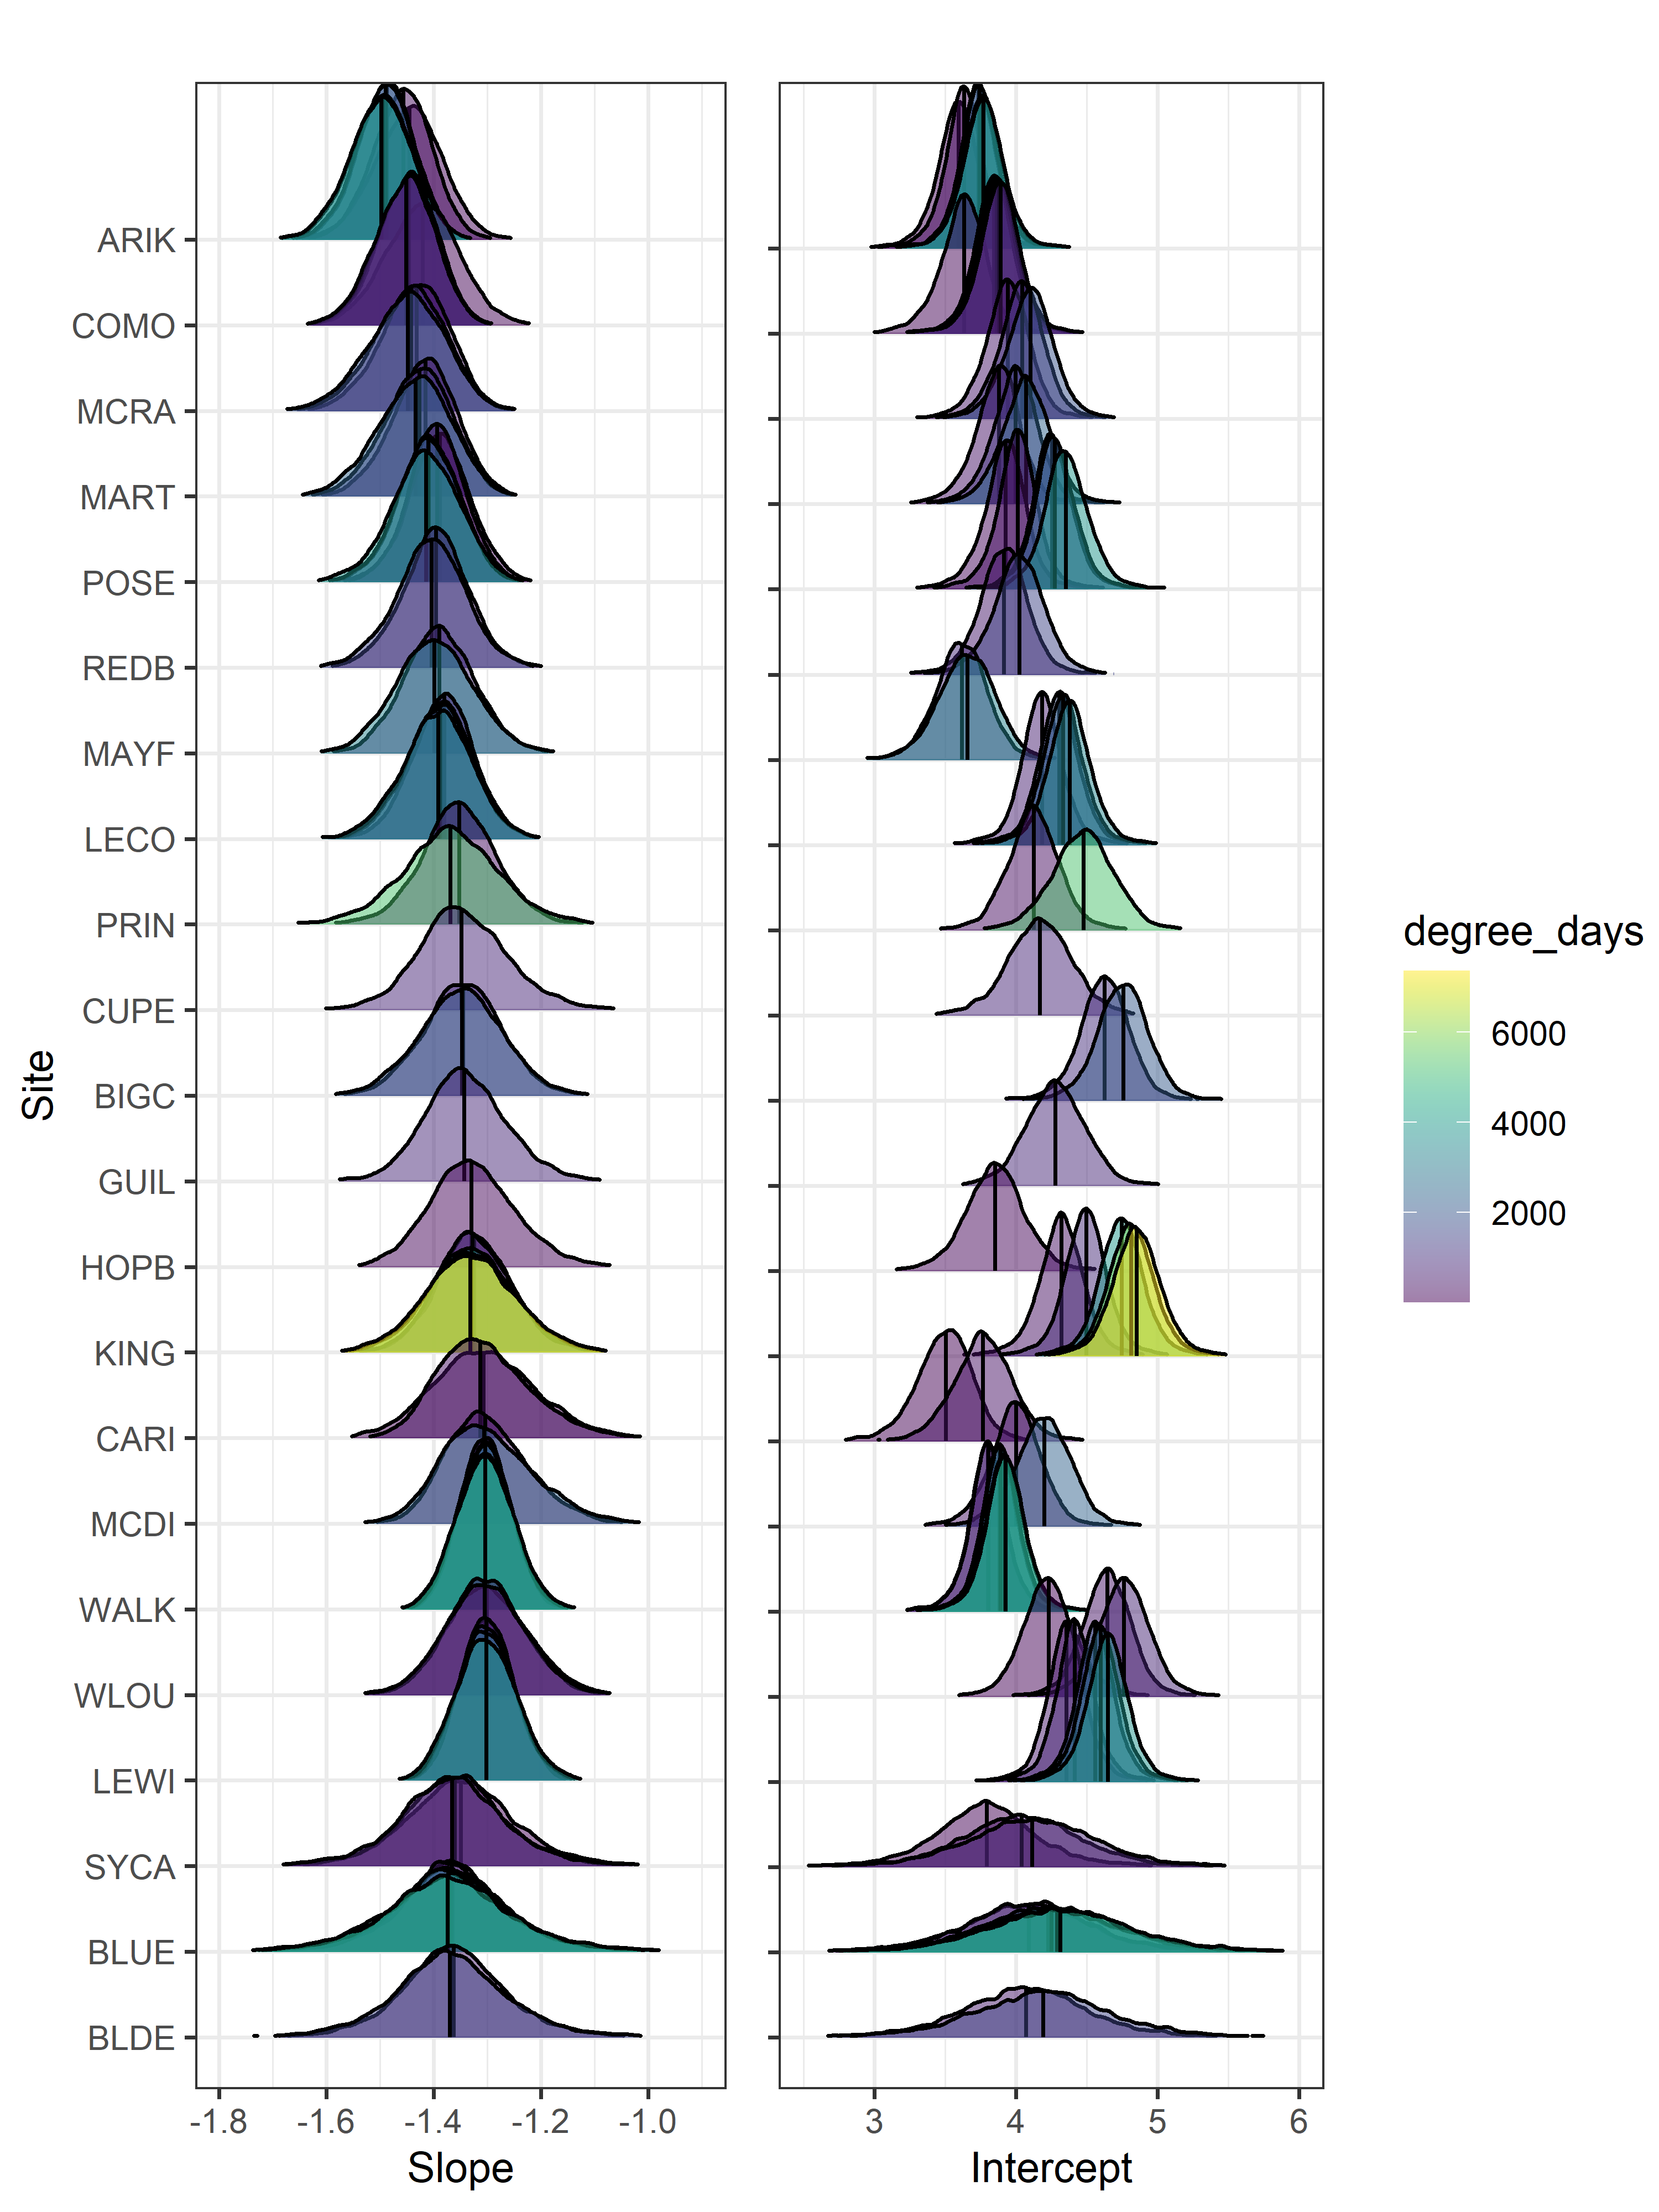 Site
ARIK
COMO
MCRA
MART
POSE
REDB
MAYF
LECO
PRIN
CUPE
BIGC
GUIL
HOPB
KING
CARI
MCDI
WALK
WLOU
LEWI
SYCA
BLUE
BLDE
-1.8 -1.6 -1.4 -1.2 -1.0
Slope
3 4 5 6
Intercept
degree_days
6000
4000
2000